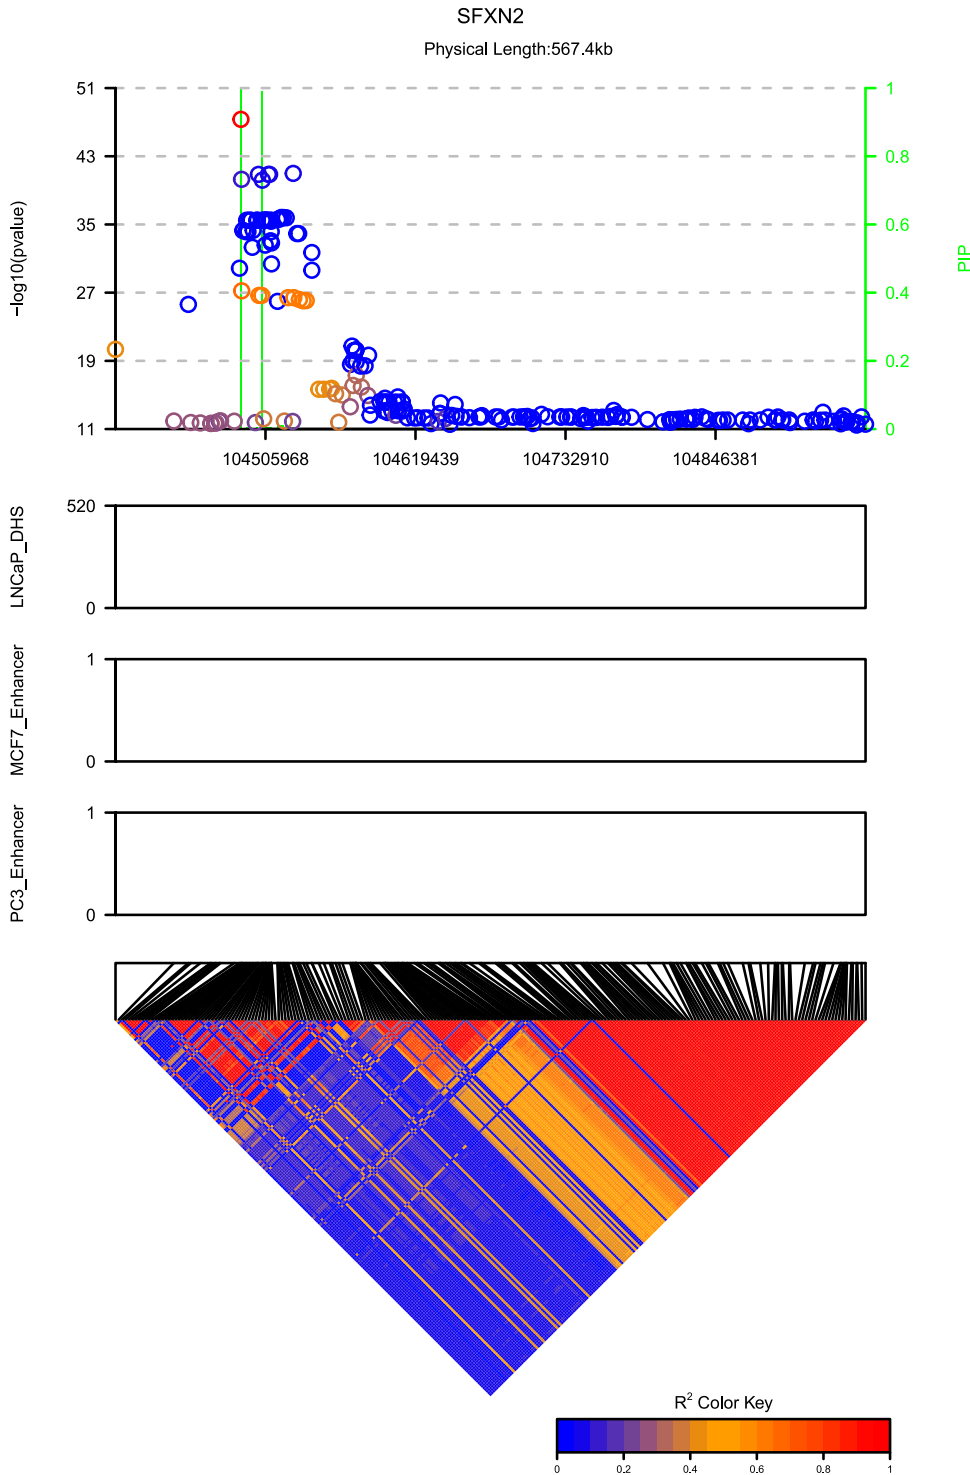 SFXN2
Physical Length:567.4kb
51
43
35
27
19
11
−log10(pvalue)
1
0.8
0.6
0.4
0.2
0
PIP
104505968 104619439 104732910 104846381
520
0
LNCaP_DHS
1
0
MCF7_Enhancer
1
0
PC3_Enhancer
R² Color Key
0 0.2 0.4 0.6 0.8 1